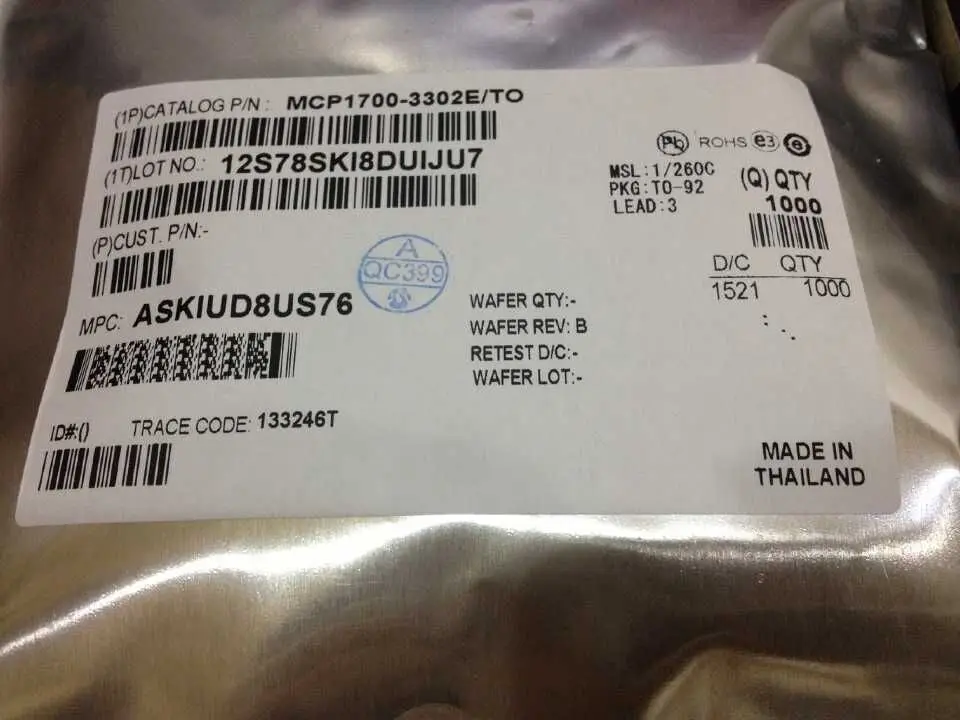 (1P)CATALOG P/N : MCP1700-3302E/TO
(1T)LOT NO.: 12S78SKI8DUIJU7
(P)CUST. P/N:-
MPC: ASKIUD8US76
ID#:() TRACE CODE: 133246T
A
QC399
WAFER QTY:-
WAFER REV: B
RETEST D/C:-
WAFER LOT:-
Pb ROHS e3 e
MSL:1/260C
PKG:TO-92
LEAD:3
(Q) QTY
1000
D/C QTY
1521 1000
MADE IN
THAILAND